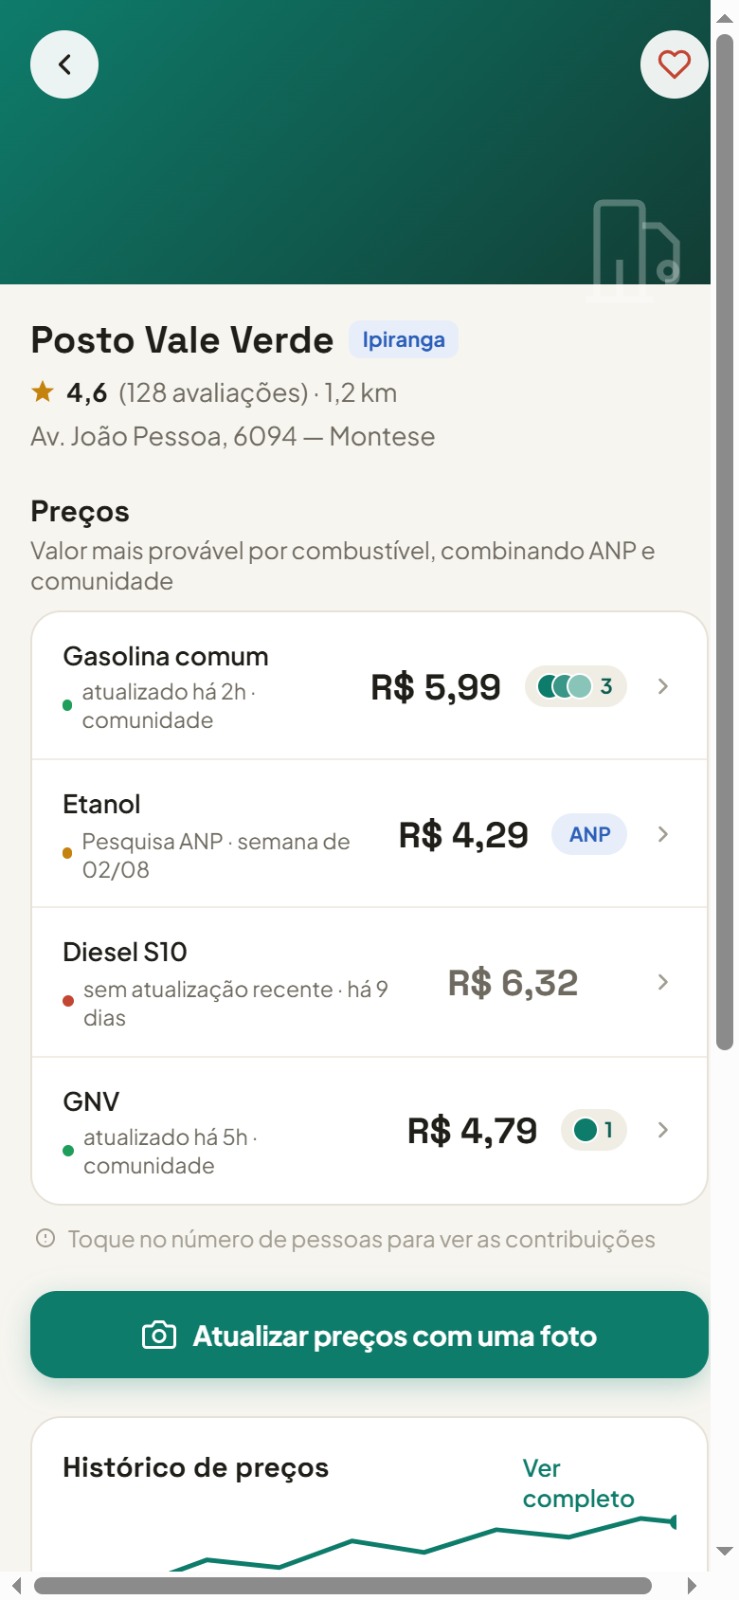 Posto Vale Verde Ipiranga
4,6 (128 avaliações) · 1,2 km
Av. João Pessoa, 6094 — Montese
Preços
Valor mais provável por combustível, combinando ANP e
comunidade
Gasolina comum
atualizado há 2h ·
comunidade
R$ 5,99 3
Etanol
Pesquisa ANP · semana de
02/08
R$ 4,29 ANP
Diesel S10
sem atualização recente · há 9
dias
R$ 6,32
GNV
atualizado há 5h ·
comunidade
R$ 4,79 1
Toque no número de pessoas para ver as contribuições
Atualizar preços com uma foto
Histórico de preços
Ver
completo